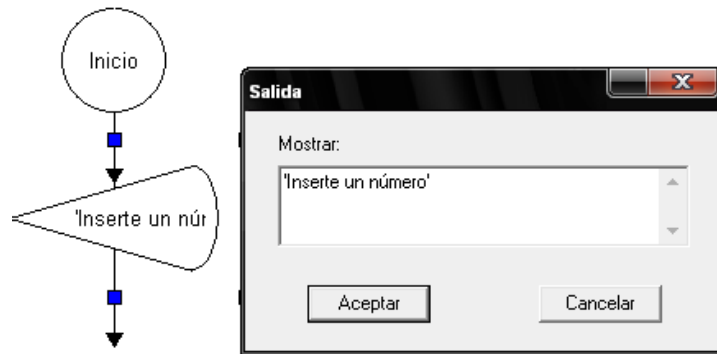 Inicio
'Inserte un núr
Salida
Mostrar:
'Inserte un número'
Aceptar
Cancelar